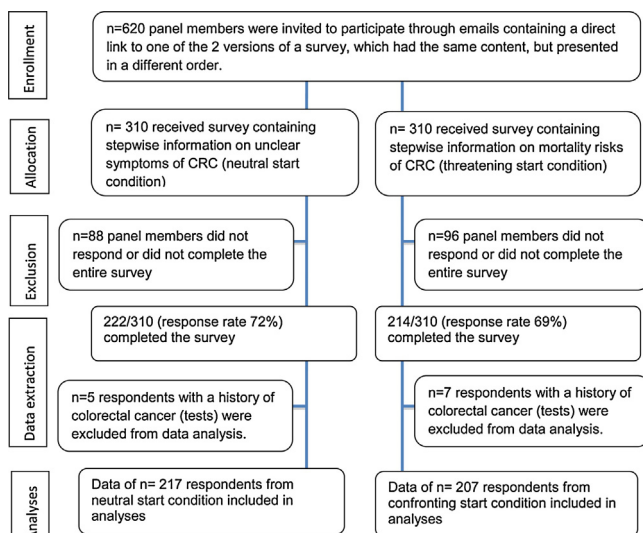 Enrollment
n=620 panel members were invited to participate through emails containing a direct
link to one of the 2 versions of a survey, which had the same content, but presented
in a different order.
Allocation
n= 310 received survey containing
stepwise information on unclear
symptoms of CRC (neutral start
condition)
n= 310 received survey containing
stepwise information on mortality risks
of CRC (threatening start condition)
Exclusion
n=88 panel members did not
respond or did not complete the
entire survey
n=96 panel members did not
respond or did not complete the
entire survey
Data extraction
222/310 (response rate 72%)
completed the survey
214/310 (response rate 69%)
completed the survey
n=5 respondents with a history of
colorectal cancer (tests) were
excluded from data analysis.
n=7 respondents with a history of
colorectal cancer (tests) were
excluded from data analysis.
Analyses
Data of n= 217 respondents from
neutral start condition included in
analyses
Data of n= 207 respondents from
confronting start condition included in
analyses